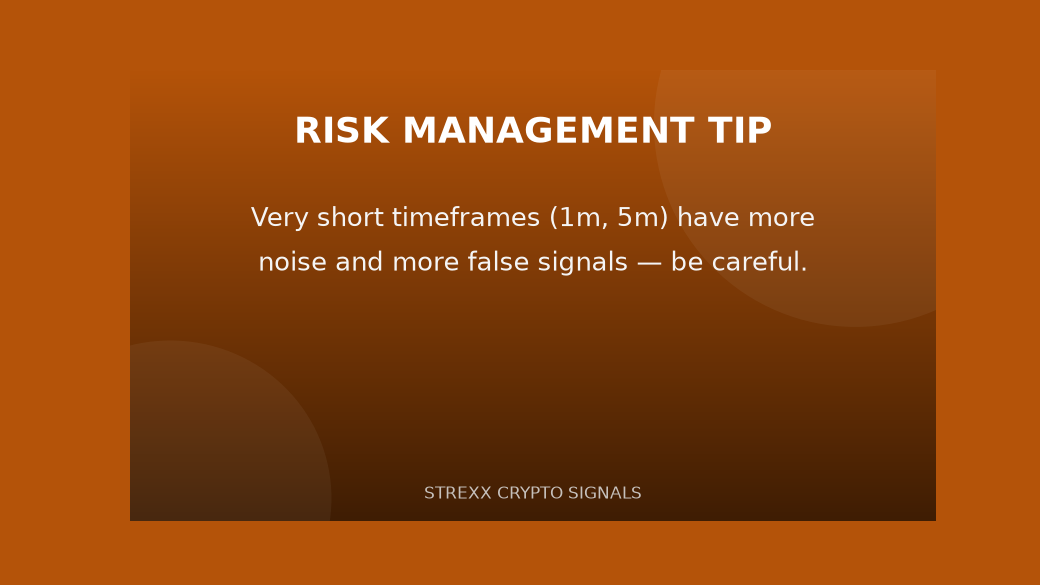 RISK MANAGEMENT TIP
Very short timeframes (1m, 5m) have more
noise and more false signals — be careful.
STREXX CRYPTO SIGNALS